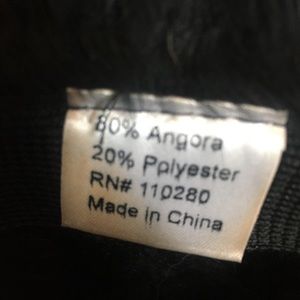 80% Angora
20% Polyester
RN# 110280
Made in China